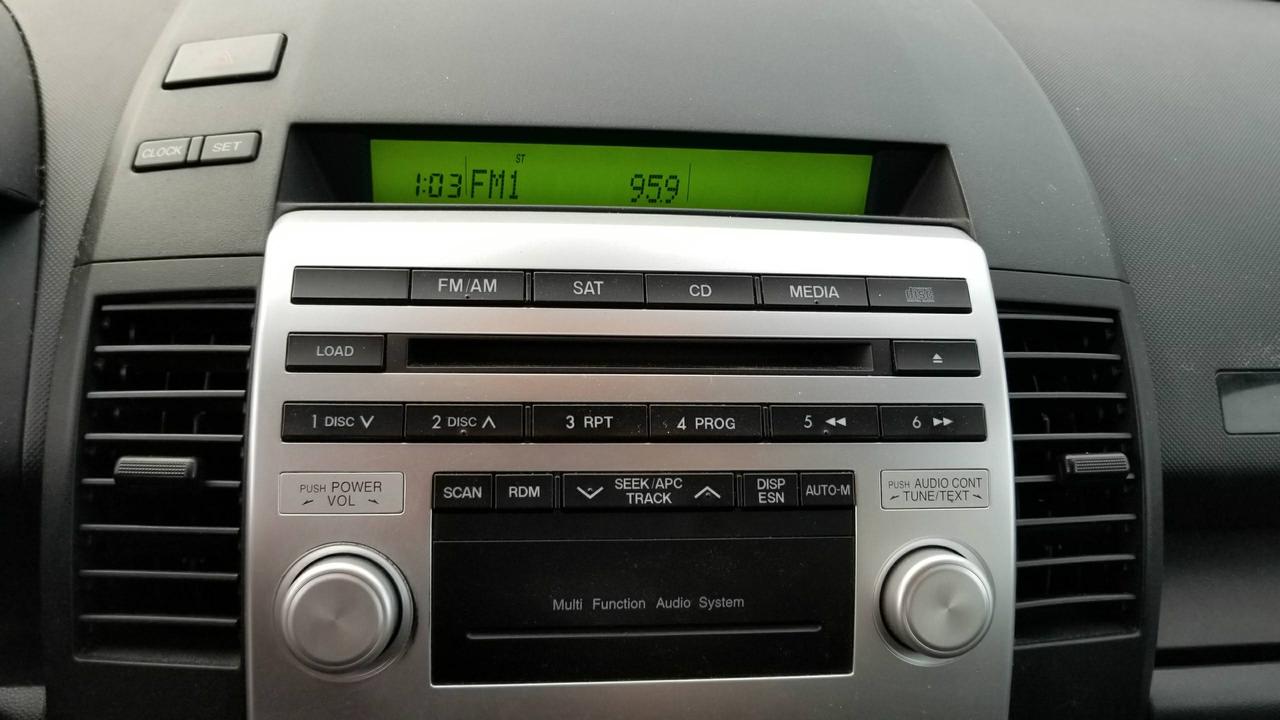 CLOCK SET
ST
1:03 FM1 95.9
FM/AM SAT CD MEDIA disc
LOAD
1 DISC 2 DISC 3 RPT 4 PROG 5 6
PUSH POWER
VOL
SCAN RDM SEEK/APC TRACK DISP ESN AUTO-M
PUSH AUDIO CONT
TUNE/TEXT
Multi Function Audio System